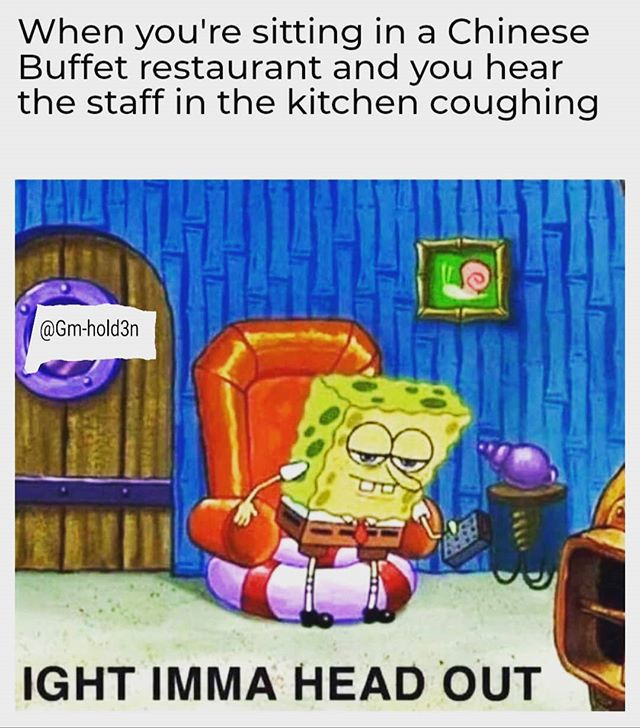 When you're sitting in a Chinese
Buffet restaurant and you hear
the staff in the kitchen coughing
@Gm-hold3n
IGHT IMMA HEAD OUT